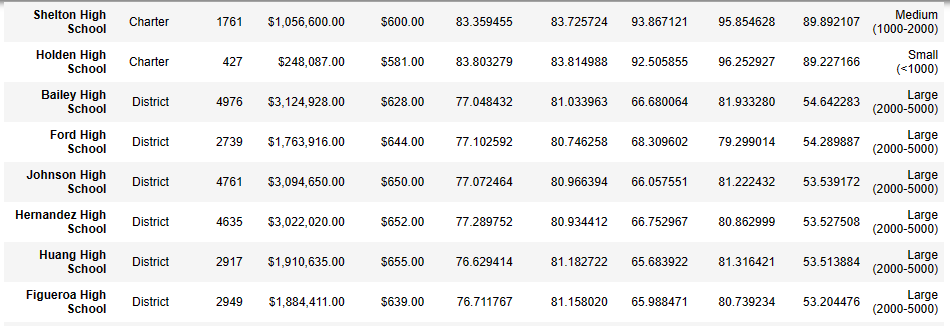 Shelton High School Charter 1761 $1,056,600.00 $600.00 83.359455 83.725724 93.867121 95.854628 89.892107 Medium (1000-2000)
Holden High School Charter 427 $248,087.00 $581.00 83.803279 83.814988 92.505855 96.252927 89.227166 Small (<1000)
Bailey High School District 4976 $3,124,928.00 $628.00 77.048432 81.033963 66.680064 81.933280 54.642283 Large (2000-5000)
Ford High School District 2739 $1,763,916.00 $644.00 77.102592 80.746258 68.309602 79.299014 54.289887 Large (2000-5000)
Johnson High School District 4761 $3,094,650.00 $650.00 77.072464 80.966394 66.057551 81.222432 53.539172 Large (2000-5000)
Hernandez High School District 4635 $3,022,020.00 $652.00 77.289752 80.934412 66.752967 80.862999 53.527508 Large (2000-5000)
Huang High School District 2917 $1,910,635.00 $655.00 76.629414 81.182722 65.683922 81.316421 53.513884 Large (2000-5000)
Figueroa High School District 2949 $1,884,411.00 $639.00 76.711767 81.158020 65.988471 80.739234 53.204476 Large (2000-5000)